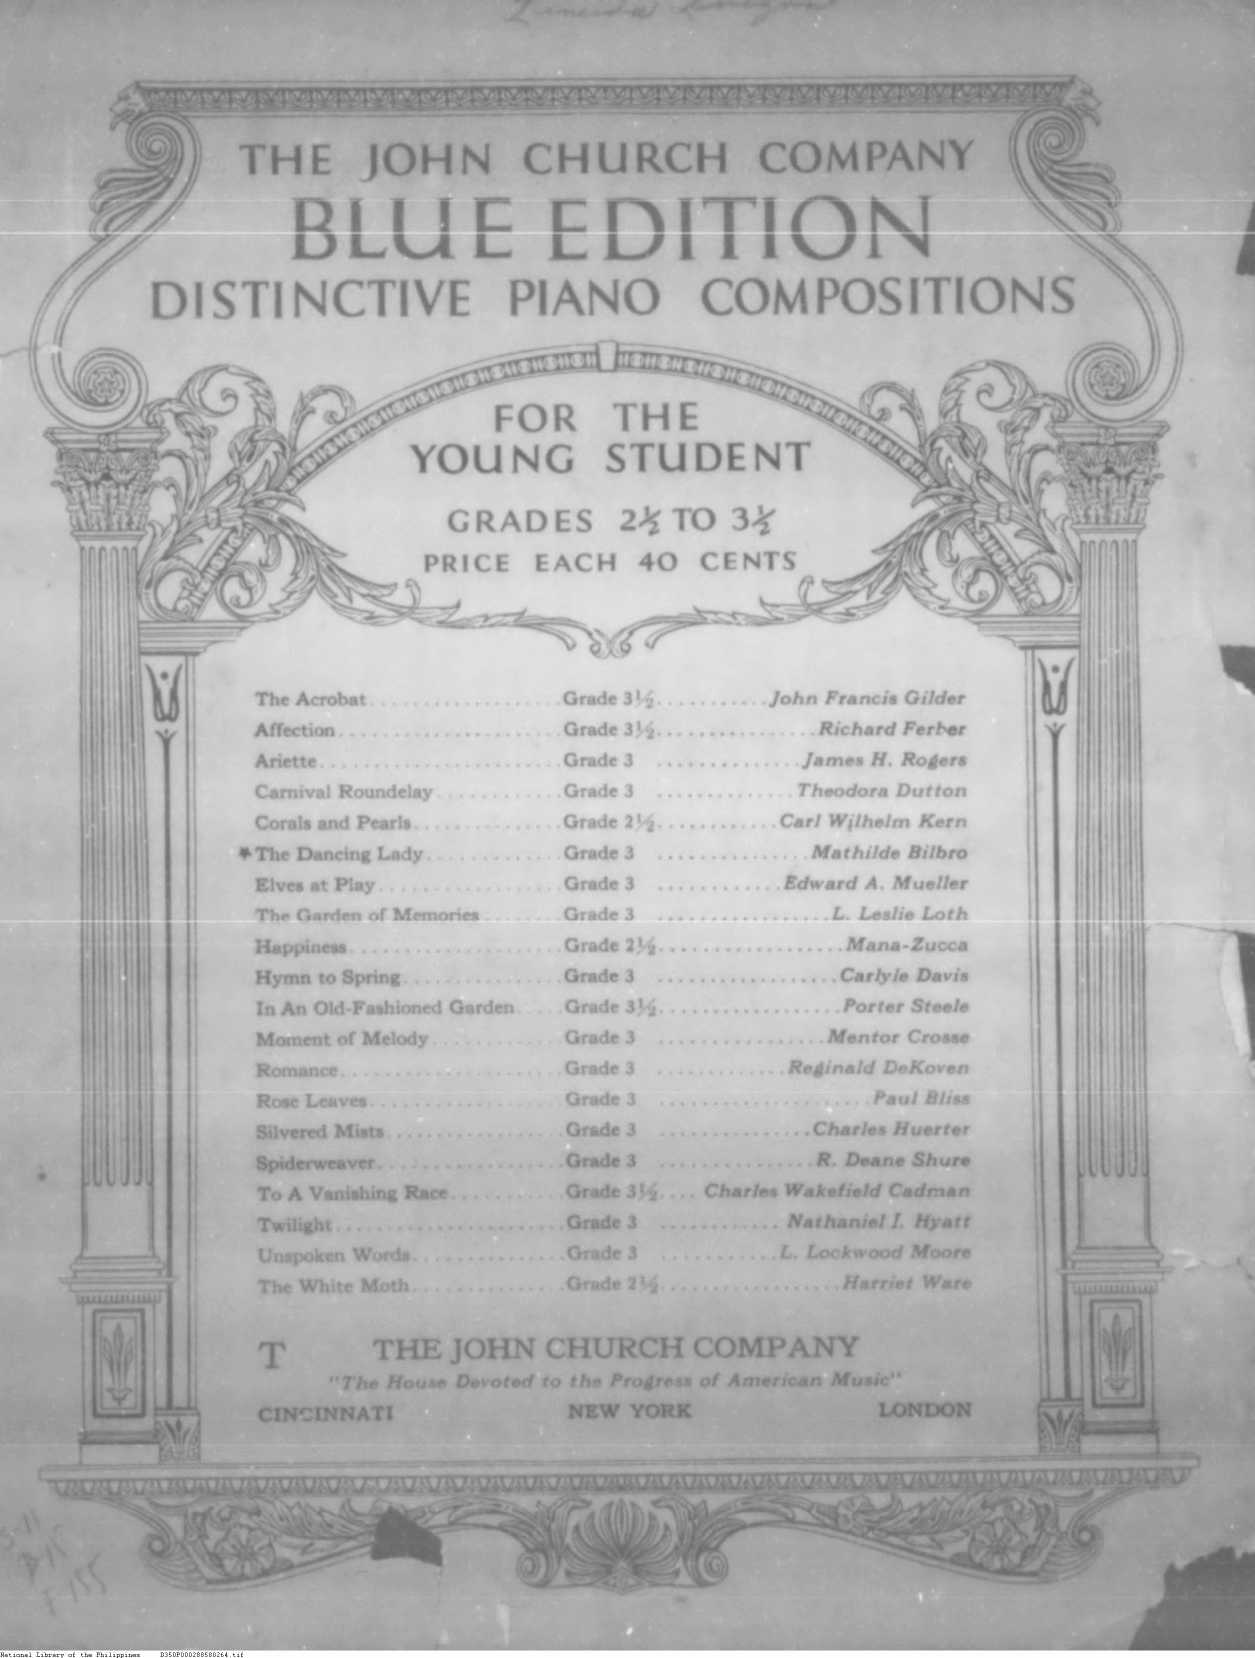 THE JOHN CHURCH COMPANY
BLUE EDITION
DISTINCTIVE PIANO COMPOSITIONS
FOR THE
YOUNG STUDENT
GRADES 2½ TO 3½
PRICE EACH 40 CENTS
The Acrobat..................Grade 3½...........John Francis Gilder
Affection.....................Grade 3½...............Richard Ferber
Ariette.......................Grade 3 ..............James H. Rogers
Carnival Roundelay............Grade 3 .............Theodora Dutton
Corals and Pearls..............Grade 2½...........Carl Wilhelm Kern
*The Dancing Lady.............Grade 3 ...............Mathilde Bilbro
Elves at Play.................Grade 3 ............Edward A. Mueller
The Garden of Memories........Grade 3 .................L. Leslie Loth
Happiness....................Grade 2½..................Mana-Zucca
Hymn to Spring...............Grade 3 .................Carlyle Davis
In An Old-Fashioned Garden....Grade 3½.................Porter Steele
Moment of Melody............Grade 3 ................Mentor Crosse
Romance.....................Grade 3 ............Reginald DeKoven
Rose Leaves..................Grade 3 ....................Paul Bliss
Silvered Mists.................Grade 3 ...............Charles Huerter
Spiderweaver..................Grade 3 ...............R. Deane Shure
To A Vanishing Race...........Grade 3½....Charles Wakefield Cadman
Twilight......................Grade 3 ............Nathaniel I. Hyatt
Unspoken Words..............Grade 3 ...........L. Lockwood Moore
The White Moth..............Grade 2½.................Harriet Ware
T THE JOHN CHURCH COMPANY
"The House Devoted to the Progress of American Music"
CINCINNATI NEW YORK LONDON
National Library of the Philippines